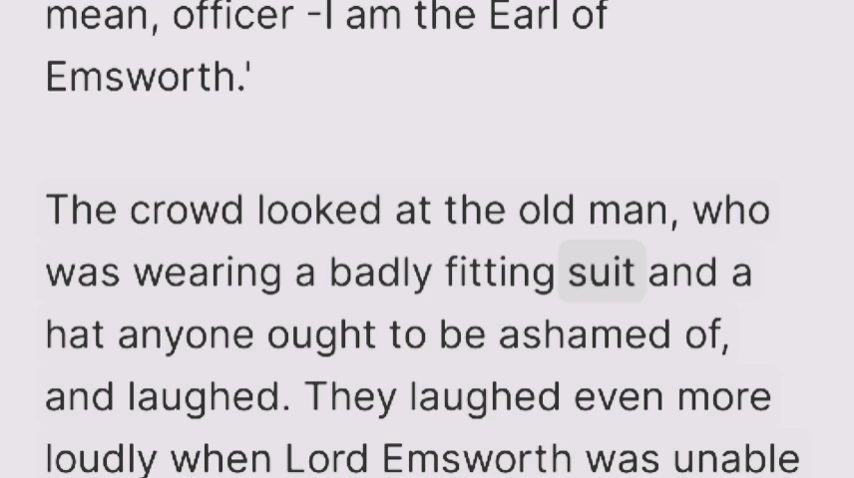 mean, officer -I am the Earl of
Emsworth.'
The crowd looked at the old man, who
was wearing a badly fitting suit and a
hat anyone ought to be ashamed of,
and laughed. They laughed even more
loudly when Lord Emsworth was unable